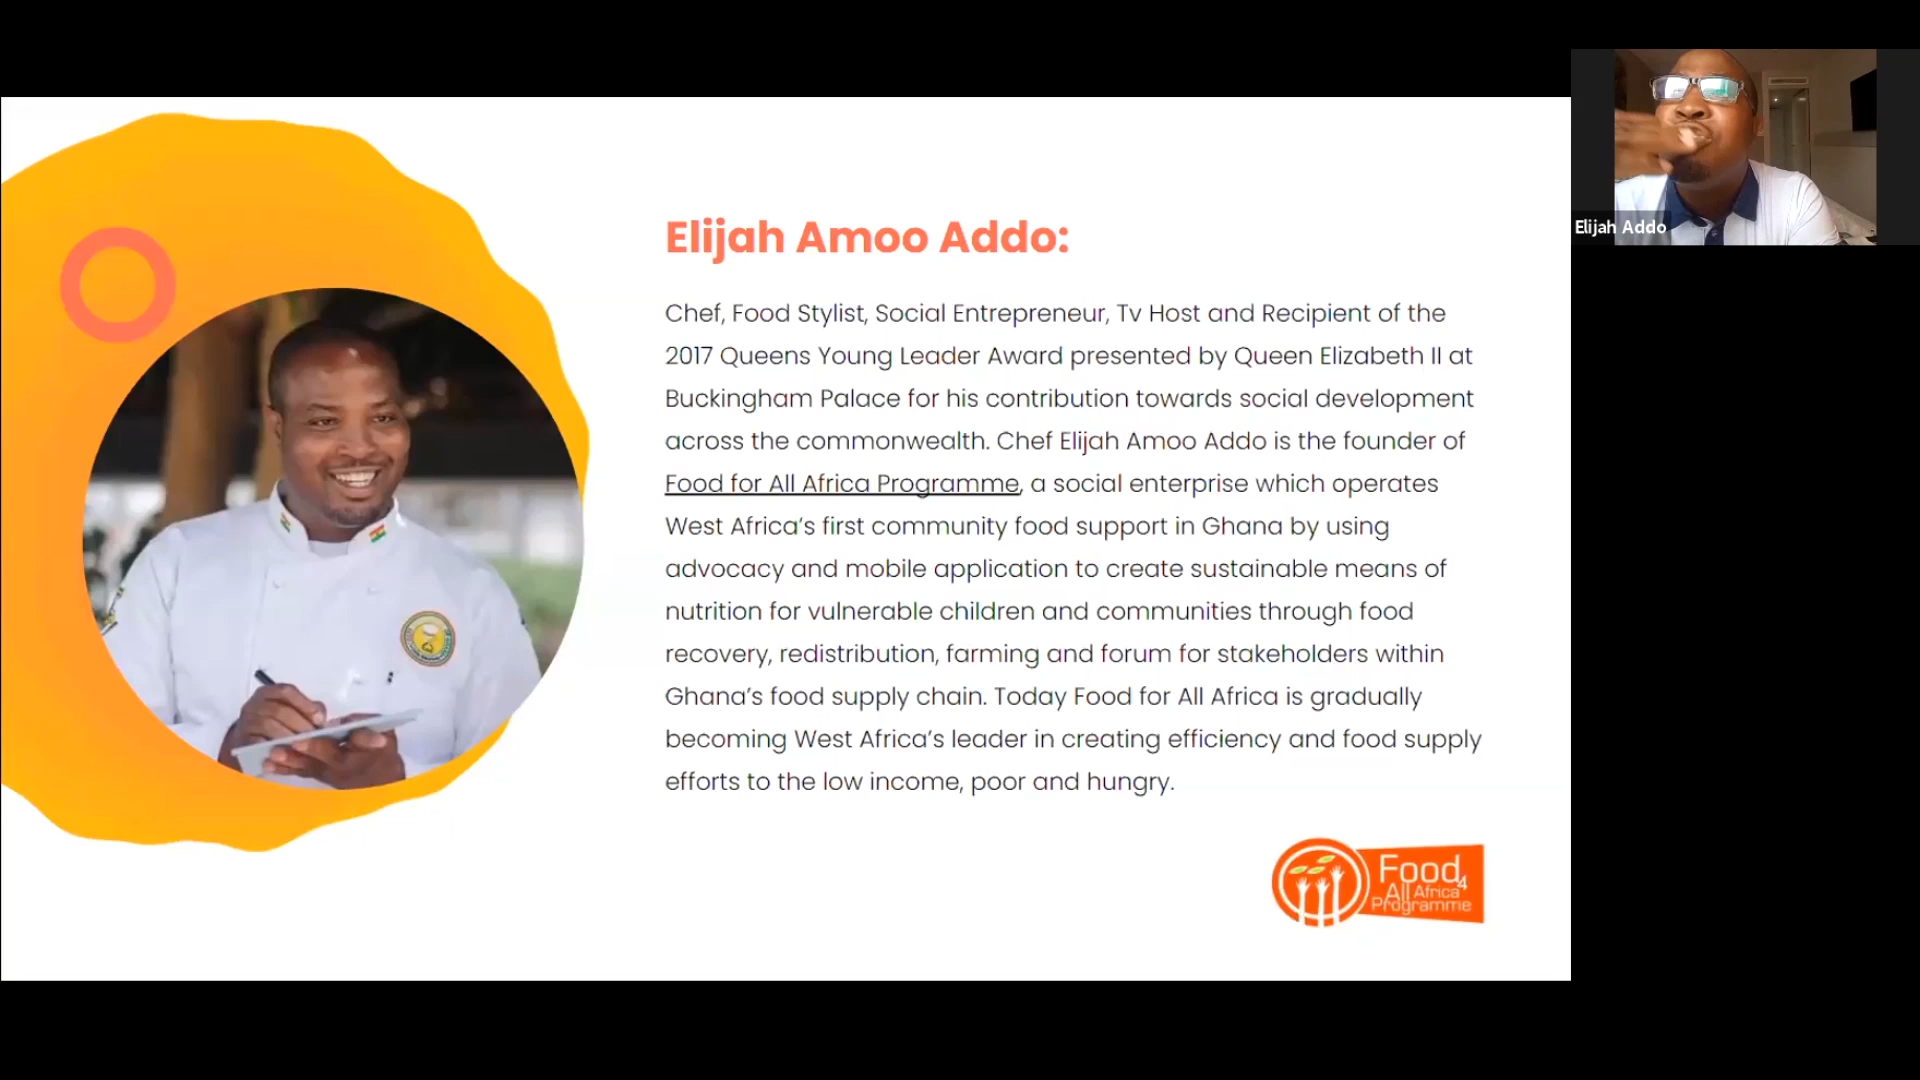 Elijah Amoo Addo:
Chef, Food Stylist, Social Entrepreneur, Tv Host and Recipient of the
2017 Queens Young Leader Award presented by Queen Elizabeth II at
Buckingham Palace for his contribution towards social development
across the commonwealth. Chef Elijah Amoo Addo is the founder of
Food for All Africa Programme, a social enterprise which operates
West Africa’s first community food support in Ghana by using
advocacy and mobile application to create sustainable means of
nutrition for vulnerable children and communities through food
recovery, redistribution, farming and forum for stakeholders within
Ghana’s food supply chain. Today Food for All Africa is gradually
becoming West Africa’s leader in creating efficiency and food supply
efforts to the low income, poor and hungry.
Food 4
All Africa
Programme
Elijah Addo